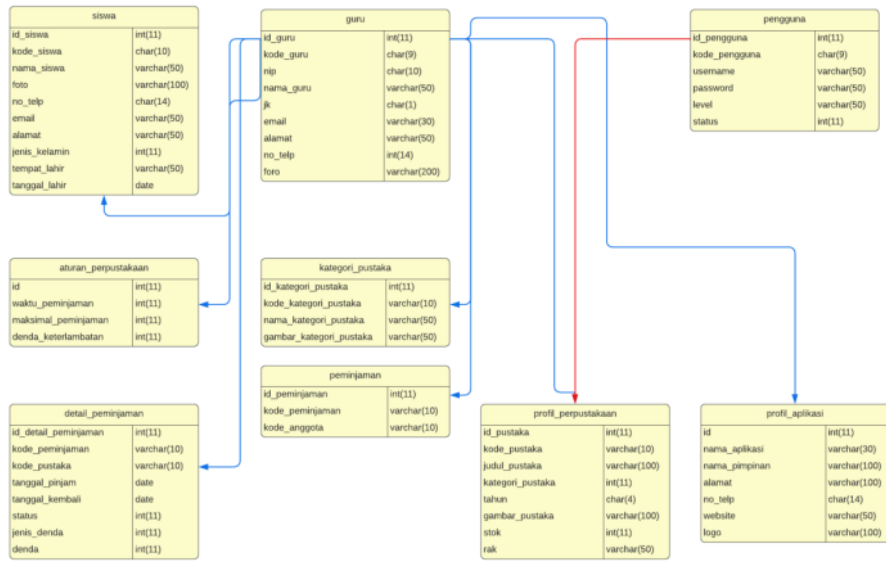 siswa
id_siswa int(11)
kode_siswa char(10)
nama_siswa varchar(50)
foto varchar(100)
no_telp char(14)
email varchar(50)
alamat varchar(50)
jenis_kelamin int(11)
tempat_lahir varchar(50)
tanggal_lahir date
guru
id_guru int(11)
kode_guru char(9)
nip char(10)
nama_guru varchar(50)
jk char(1)
email varchar(30)
alamat varchar(50)
no_telp int(14)
foro varchar(200)
pengguna
id_pengguna int(11)
kode_pengguna char(9)
username varchar(50)
password varchar(50)
level varchar(50)
status int(11)
aturan_perpustakaan
id int(11)
waktu_peminjaman int(11)
maksimal_peminjaman int(11)
denda_keterlambatan int(11)
kategori_pustaka
id_kategori_pustaka int(11)
kode_kategori_pustaka varchar(10)
nama_kategori_pustaka varchar(50)
gambar_kategori_pustaka varchar(50)
peminjaman
id_peminjaman int(11)
kode_peminjaman varchar(10)
kode_anggota varchar(10)
detail_peminjaman
id_detail_peminjaman int(11)
kode_peminjaman varchar(10)
kode_pustaka varchar(10)
tanggal_pinjam date
tanggal_kembali date
status int(11)
jenis_denda int(11)
denda int(11)
profil_perpustakaan
id_pustaka int(11)
kode_pustaka varchar(10)
judul_pustaka varchar(100)
kategori_pustaka int(11)
tahun char(4)
gambar_pustaka varchar(100)
stok int(11)
rak varchar(50)
profil_aplikasi
id int(11)
nama_aplikasi varchar(30)
nama_pimpinan varchar(100)
alamat varchar(100)
no_telp char(14)
website varchar(50)
logo varchar(100)